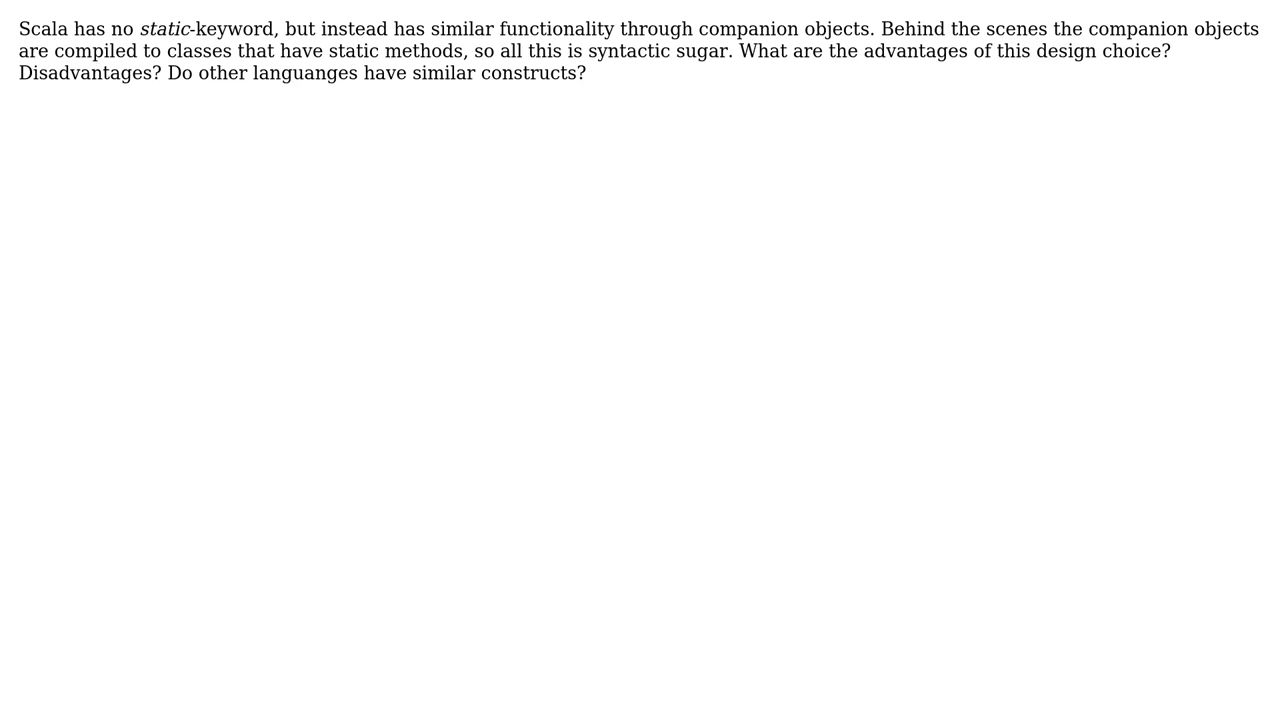 Scala has no static-keyword, but instead has similar functionality through companion objects. Behind the scenes the companion objects
are compiled to classes that have static methods, so all this is syntactic sugar. What are the advantages of this design choice?
Disadvantages? Do other languanges have similar constructs?